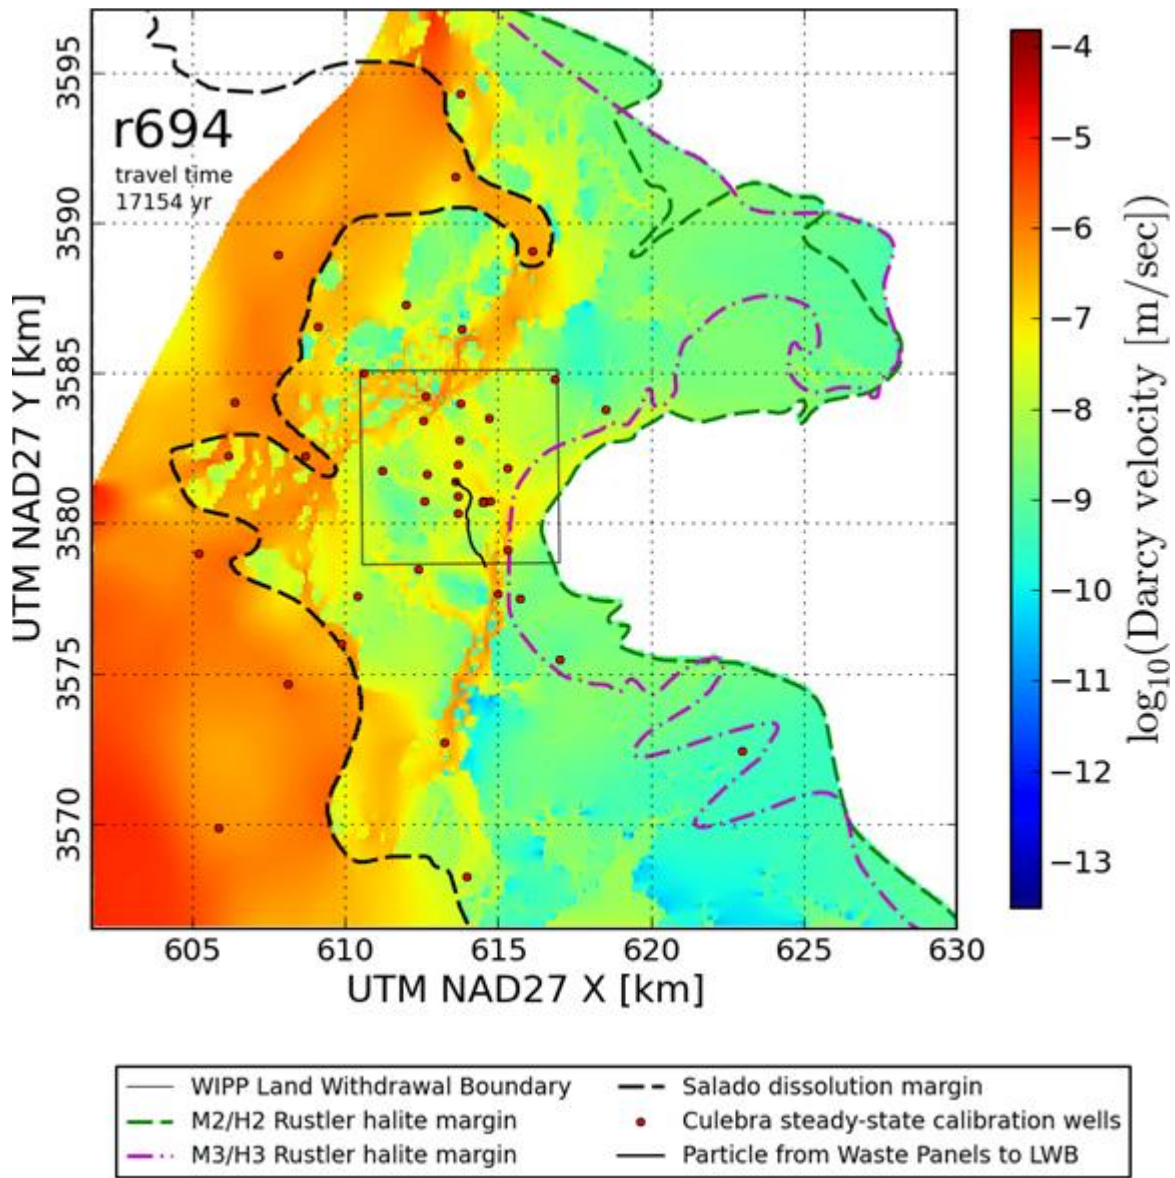 r694
travel time
17154 yr
3595
3590
3585
3580
3575
3570
UTM NAD27 Y [km]
605 610 615 620 625 630
UTM NAD27 X [km]
−4
−5
−6
−7
−8
−9
−10
−11
−12
−13
log10(Darcy velocity [m/sec])
WIPP Land Withdrawal Boundary
M2/H2 Rustler halite margin
M3/H3 Rustler halite margin
Salado dissolution margin
Culebra steady-state calibration wells
Particle from Waste Panels to LWB